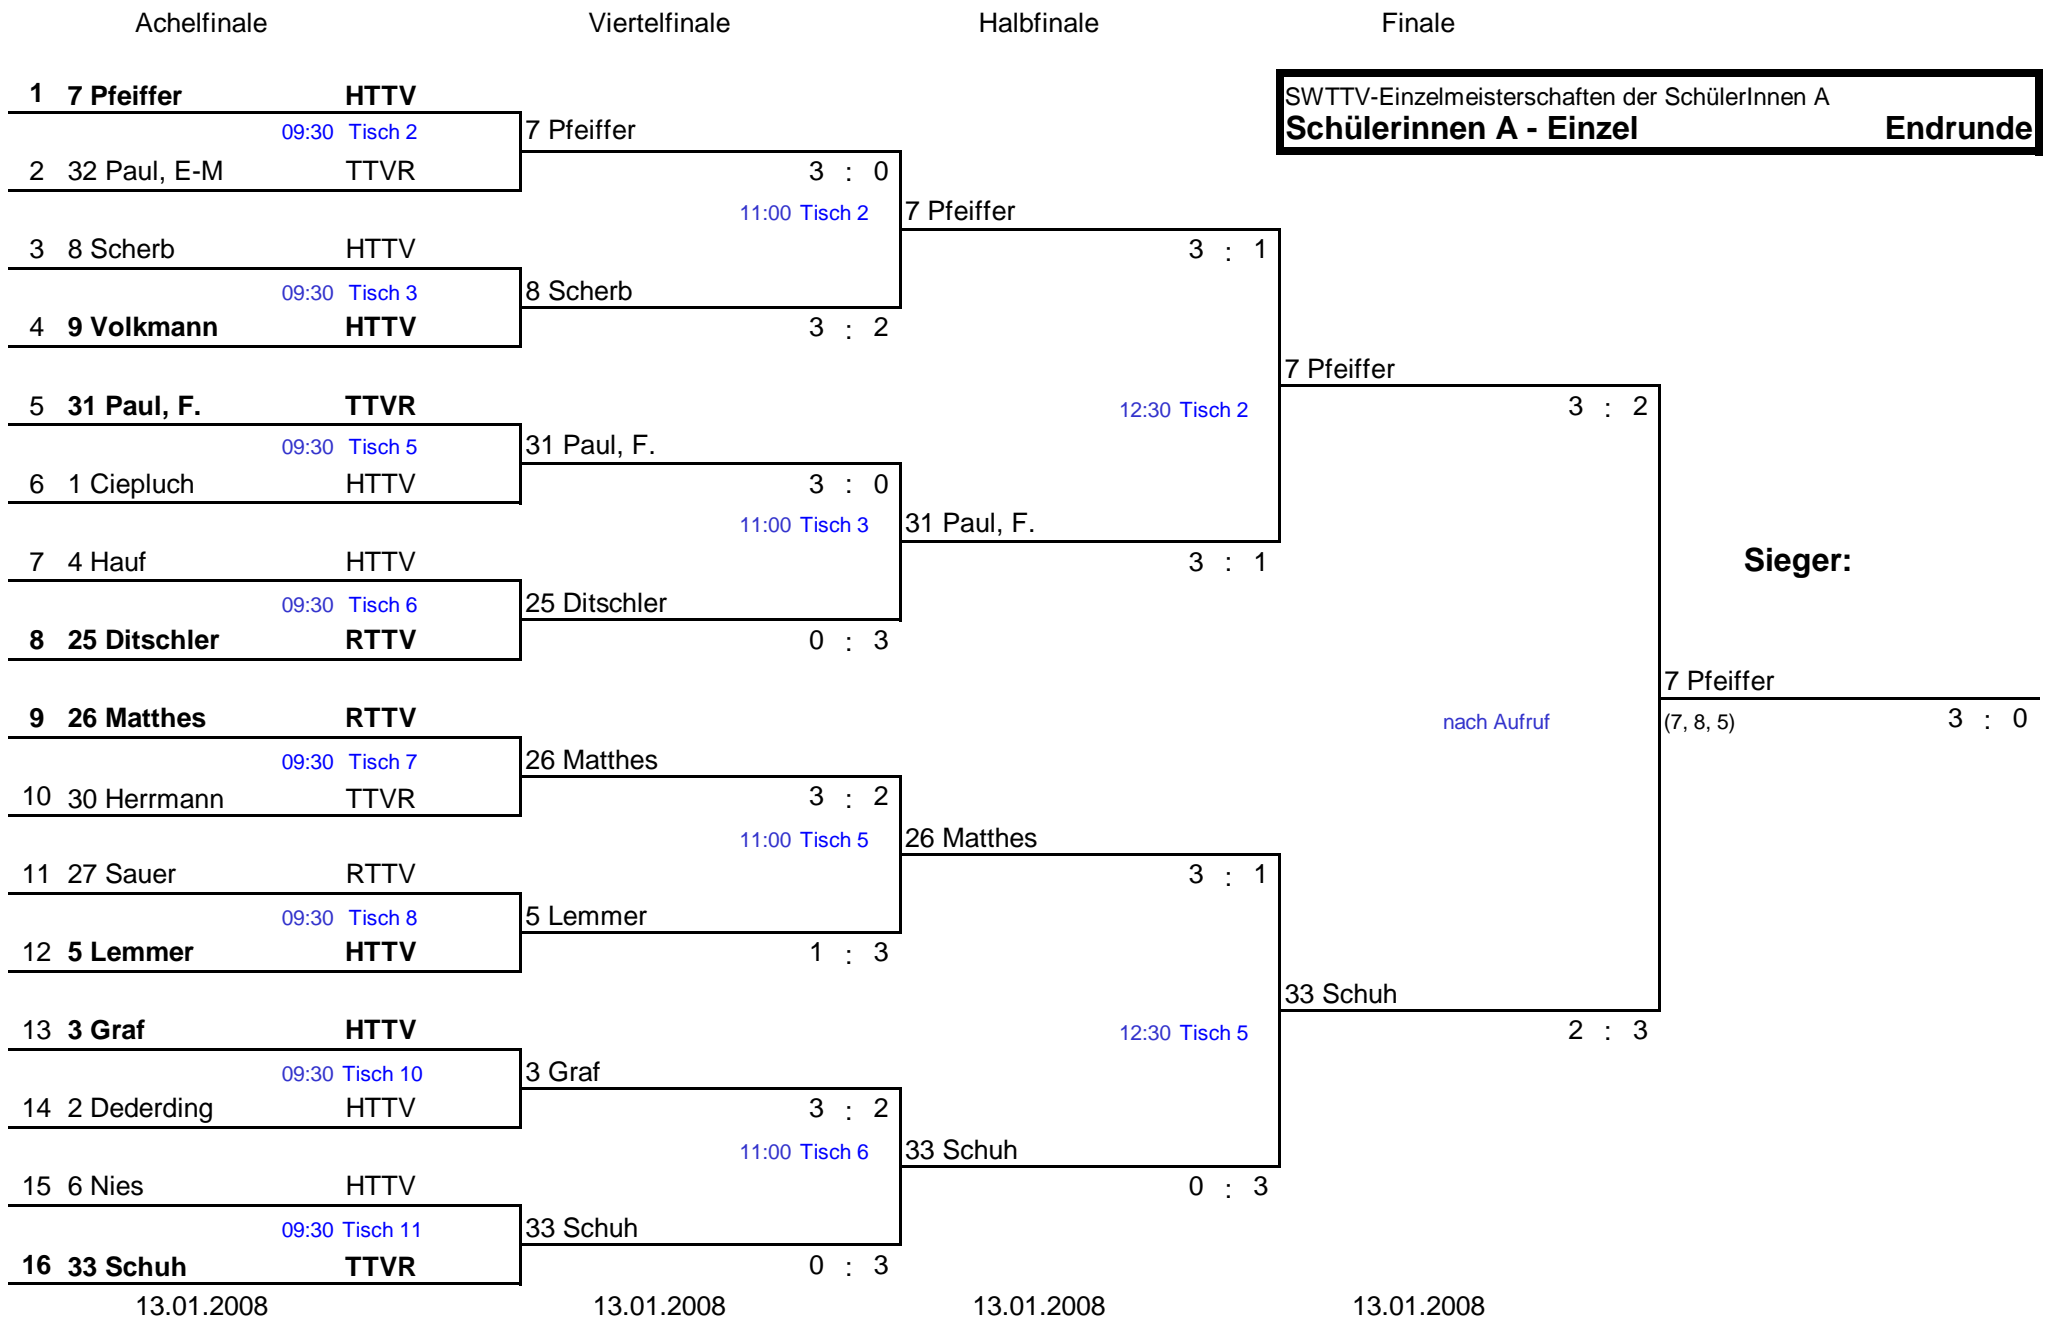 Achelfinale Viertelfinale Halbfinale Finale
1 7 Pfeiffer HTTV
SWTTV-Einzelmeisterschaften der SchülerInnen A
Schülerinnen A - Einzel Endrunde
09:30 Tisch 2 7 Pfeiffer
2 32 Paul, E-M TTVR 3 : 0
11:00 Tisch 2 7 Pfeiffer
3 8 Scherb HTTV 3 : 1
09:30 Tisch 3 8 Scherb
4 9 Volkmann HTTV 3 : 2
7 Pfeiffer
5 31 Paul, F. TTVR 12:30 Tisch 2 3 : 2
09:30 Tisch 5 31 Paul, F.
6 1 Ciepluch HTTV 3 : 0
11:00 Tisch 3 31 Paul, F.
7 4 Hauf HTTV 3 : 1 Sieger:
09:30 Tisch 6 25 Ditschler
8 25 Ditschler RTTV 0 : 3
7 Pfeiffer
9 26 Matthes RTTV nach Aufruf (7, 8, 5) 3 : 0
09:30 Tisch 7 26 Matthes
10 30 Herrmann TTVR 3 : 2
11:00 Tisch 5 26 Matthes
11 27 Sauer RTTV 3 : 1
09:30 Tisch 8 5 Lemmer
12 5 Lemmer HTTV 1 : 3
33 Schuh
13 3 Graf HTTV 12:30 Tisch 5 2 : 3
09:30 Tisch 10 3 Graf
14 2 Dederding HTTV 3 : 2
11:00 Tisch 6 33 Schuh
15 6 Nies HTTV 0 : 3
09:30 Tisch 11 33 Schuh
16 33 Schuh TTVR 0 : 3
13.01.2008 13.01.2008 13.01.2008 13.01.2008